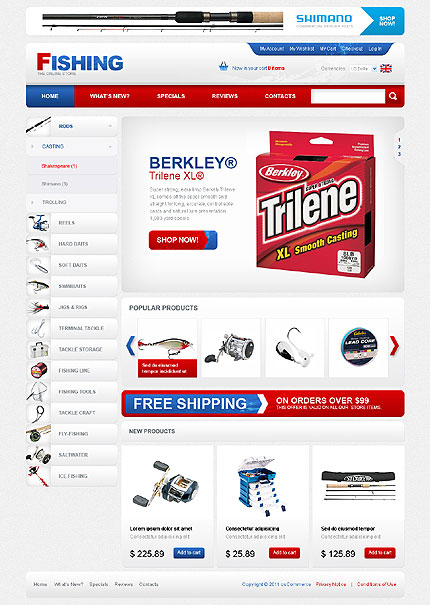 SHIMANO
SHOP NOW!
FISHING
THE ONLINE STORE
My Account My Wishlist My Cart Checkout Log In
Now in your cart 0 items
Currencies: US Dollar
HOME WHAT'S NEW? SPECIALS REVIEWS CONTACTS
RODS
CASTING
Shakespeare (1)
Shimano (3)
TROLLING
REELS
HARD BAITS
SOFT BAITS
SWIMBAITS
JIGS & RIGS
TERMINAL TACKLE
TACKLE STORAGE
FISHING LINE
FISHING TOOLS
TACKLE CRAFT
FLY-FISHING
SALTWATER
ICE FISHING
BERKLEY®
Trilene XL®
SHOP NOW!
Berkley
Trilene
XL Smooth Casting
1
2
3
POPULAR PRODUCTS
Sed do eiusmod
tempor incididunt ut
LEAD CORE
FREE SHIPPING
ON ORDERS OVER $99
THIS OFFER IS VALID ON ALL OUR STORE ITEMS.
NEW PRODUCTS
Lorem ipsum dolor sit amet
Consectetur adipisicing
$ 225.89 Add to cart
Consectetur adipisicing
$ 25.89 Add to cart
Sed do eiusmod tempor
$ 125.89 Add to cart
Home What's New? Specials Reviews Contacts
Copyright © 2011 osCommerce Privacy Notice | Conditions of Use